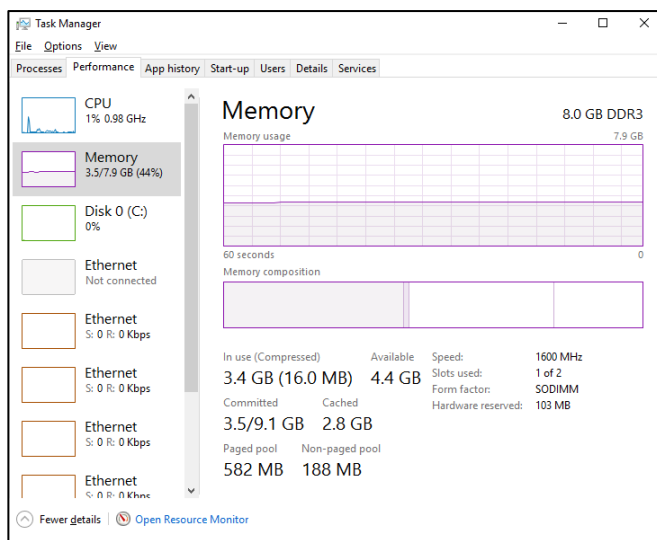 Task Manager
File Options View
Processes Performance App history Start-up Users Details Services
CPU
1% 0.98 GHz
Memory
3.5/7.9 GB (44%)
Disk 0 (C:)
0%
Ethernet
Not connected
Ethernet
S: 0 R: 0 Kbps
Ethernet
S: 0 R: 0 Kbps
Ethernet
S: 0 R: 0 Kbps
Ethernet
S: 0 R: 0 Kbps
Memory 8.0 GB DDR3
Memory usage 7.9 GB
60 seconds 0
Memory composition
In use (Compressed) Available
3.4 GB (16.0 MB) 4.4 GB
Committed Cached
3.5/9.1 GB 2.8 GB
Paged pool Non-paged pool
582 MB 188 MB
Speed: 1600 MHz
Slots used: 1 of 2
Form factor: SODIMM
Hardware reserved: 103 MB
Fewer details Open Resource Monitor